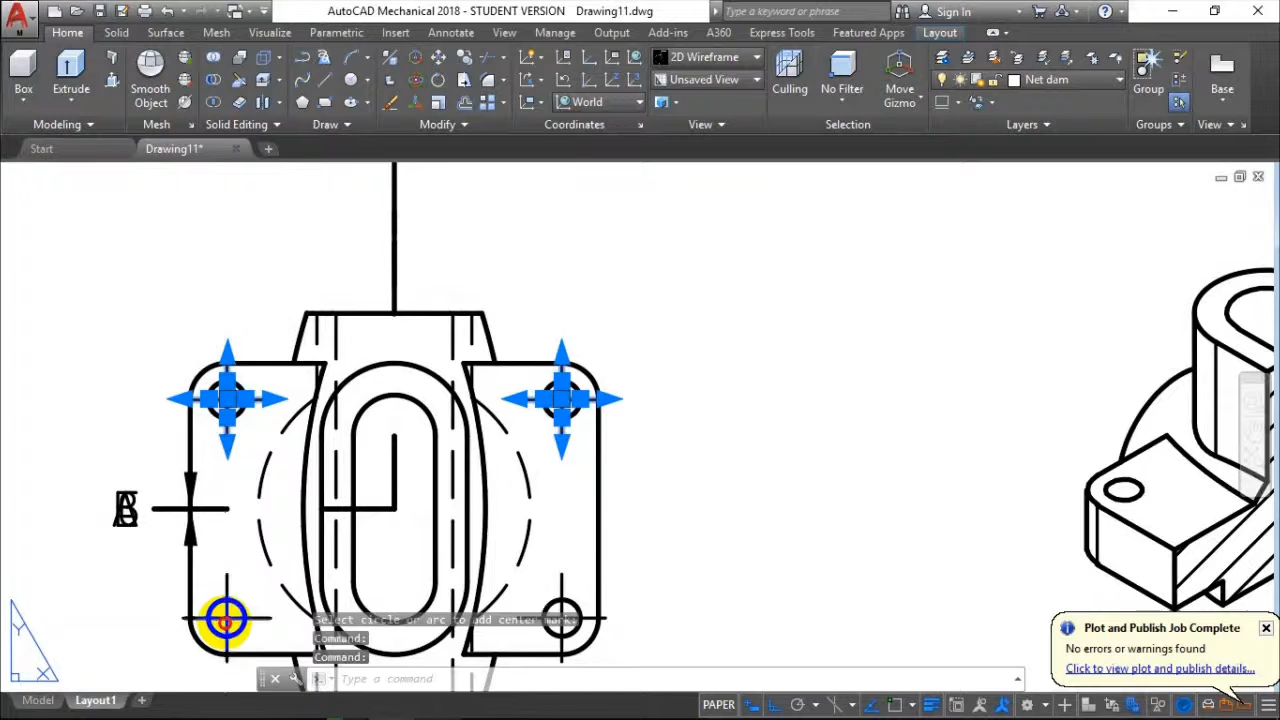 AutoCAD Mechanical 2018 - STUDENT VERSION Drawing11.dwg
Type a keyword or phrase
Sign In
Home Solid Surface Mesh Visualize Parametric Insert Annotate View Manage Output Add-ins A360 Express Tools Featured Apps Layout
Box Extrude Smooth Object
2D Wireframe
Unsaved View
World
Culling No Filter Move Gizmo
Net dam
Group Base
Modeling Mesh Solid Editing Draw Modify Coordinates View Selection Layers Groups View
Start Drawing11* +
Select circle or arc to add center mark:
Command:
Command:
Type a command
Y
X
Plot and Publish Job Complete
No errors or warnings found
Click to view plot and publish details...
Model Layout1 + PAPER